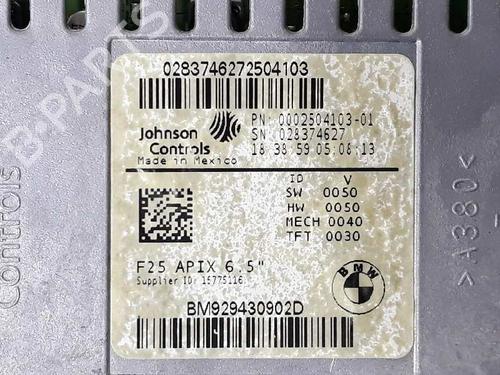 0283746272504103
Johnson Controls
Made in Mexico
PN: 0002504103-01
SN: 028374627
18 38 59 05 08 13
ID V
SW 0050
HW 0050
MECH 0040
TFT 0030
F25 APIX 6.5"
Supplier ID: 15775116
BMW
BM929430902D
Controls
>A380<
B-PARTS